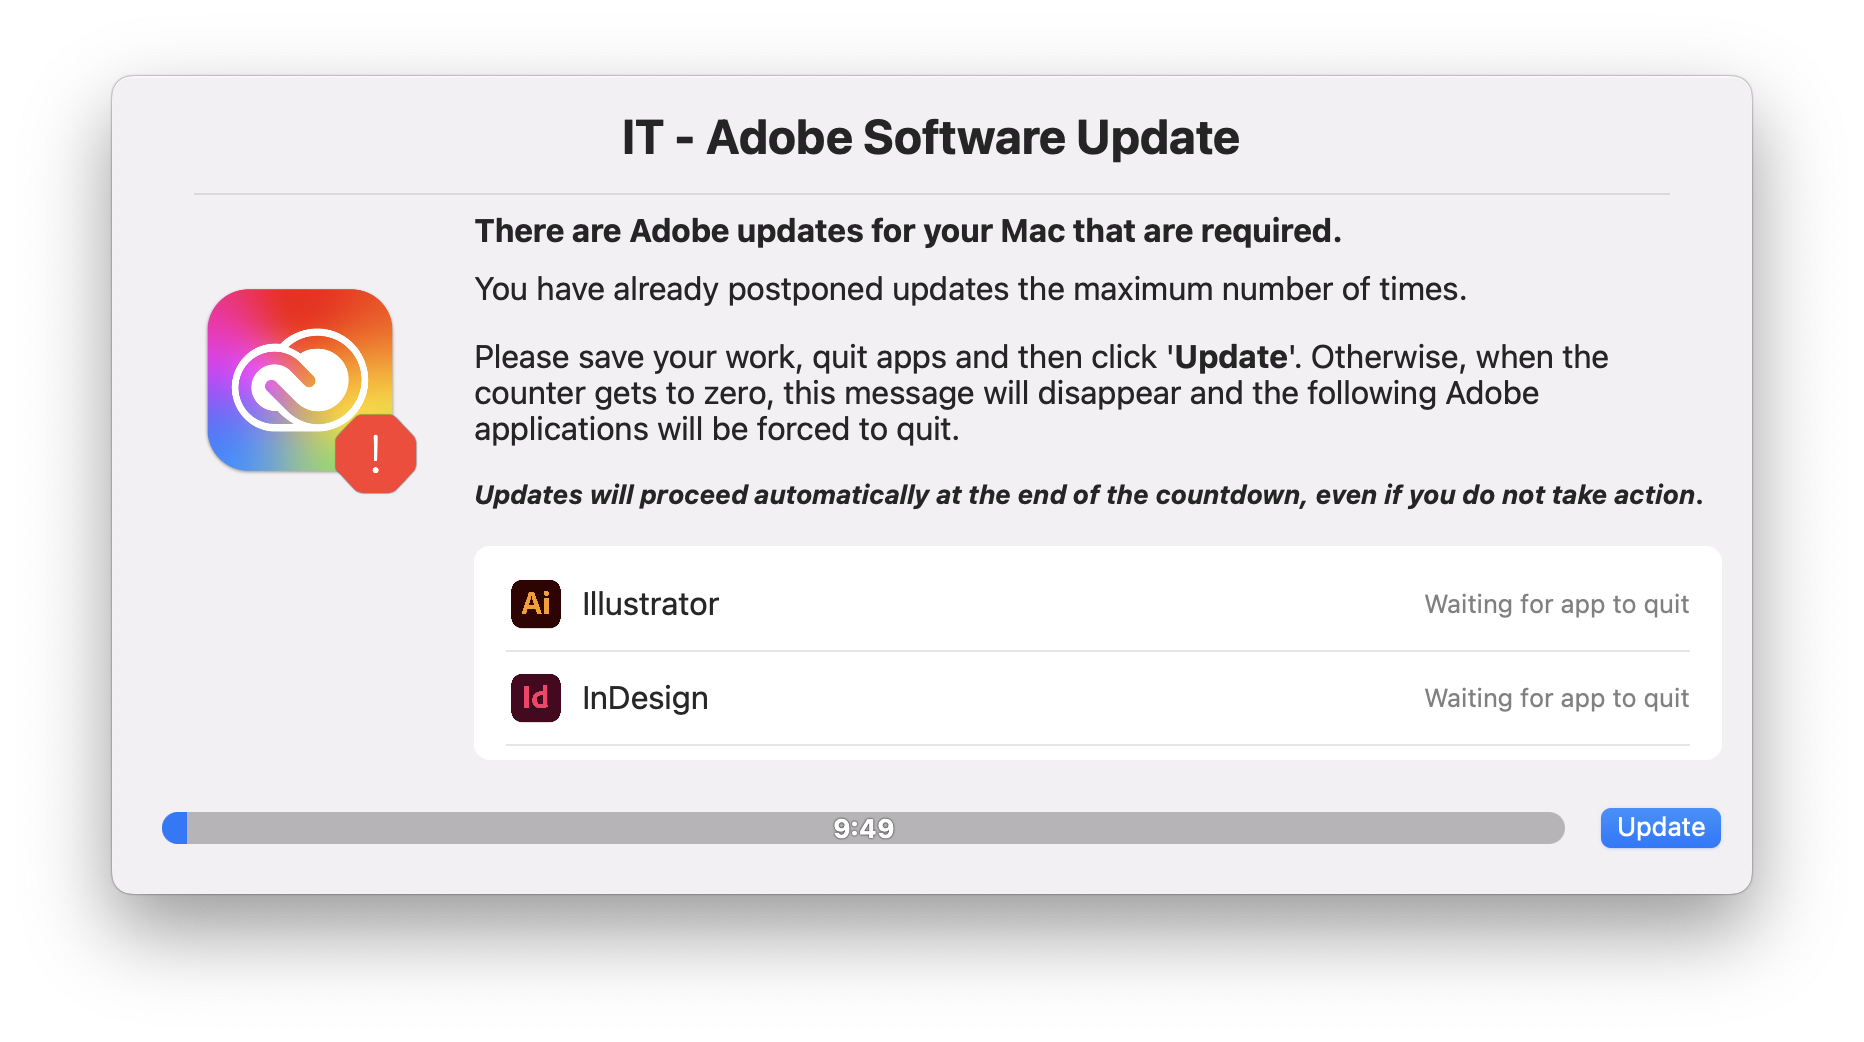 IT - Adobe Software Update
There are Adobe updates for your Mac that are required.
You have already postponed updates the maximum number of times.
Please save your work, quit apps and then click 'Update'. Otherwise, when the
counter gets to zero, this message will disappear and the following Adobe
applications will be forced to quit.
Updates will proceed automatically at the end of the countdown, even if you do not take action.
!
Ai Illustrator Waiting for app to quit
Id InDesign Waiting for app to quit
9:49 Update